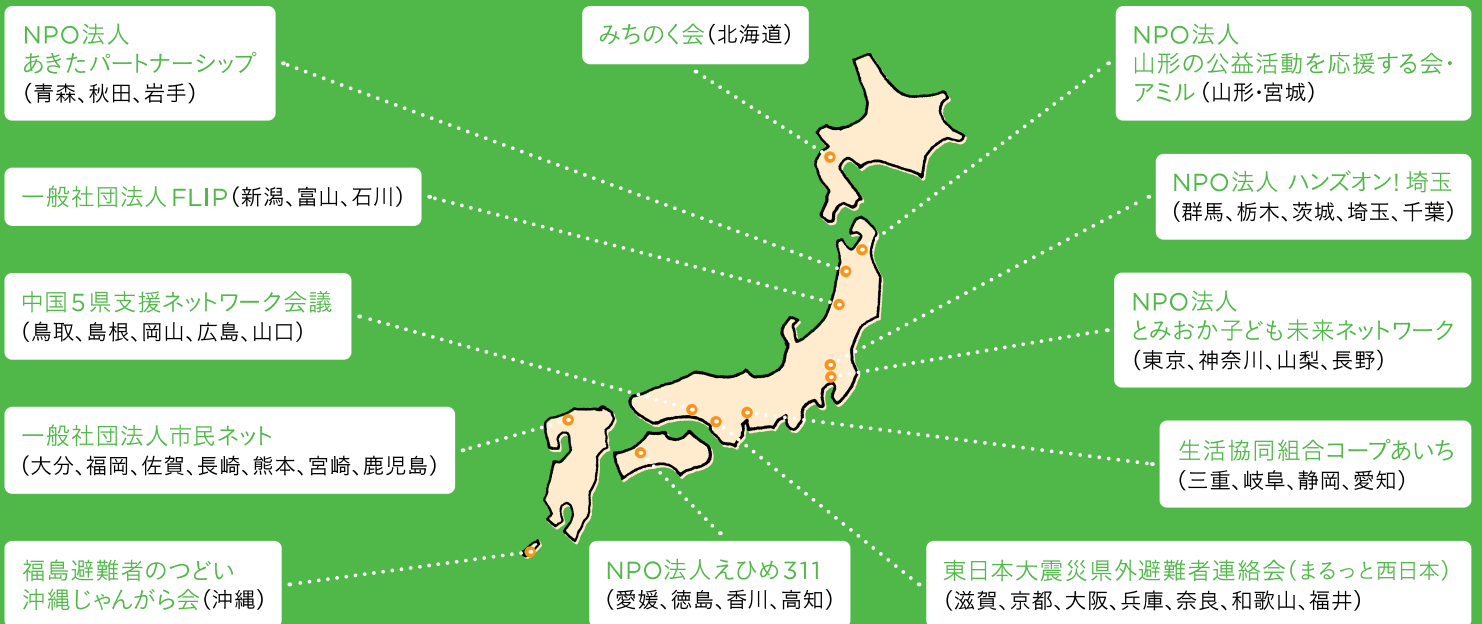 NPO法人
あきたパートナーシップ
(青森、秋田、岩手)
みちのく会(北海道)
NPO法人
山形の公益活動を応援する会・
アミル(山形・宮城)
一般社団法人FLIP(新潟、富山、石川)
NPO法人 ハンズオン!埼玉
(群馬、栃木、茨城、埼玉、千葉)
中国5県支援ネットワーク会議
(鳥取、島根、岡山、広島、山口)
NPO法人
とみおか子ども未来ネットワーク
(東京、神奈川、山梨、長野)
一般社団法人市民ネット
(大分、福岡、佐賀、長崎、熊本、宮崎、鹿児島)
生活協同組合コープあいち
(三重、岐阜、静岡、愛知)
福島避難者のつどい
沖縄じゃんがら会(沖縄)
NPO法人えひめ311
(愛媛、徳島、香川、高知)
東日本大震災県外避難者連絡会(まるっと西日本)
(滋賀、京都、大阪、兵庫、奈良、和歌山、福井)